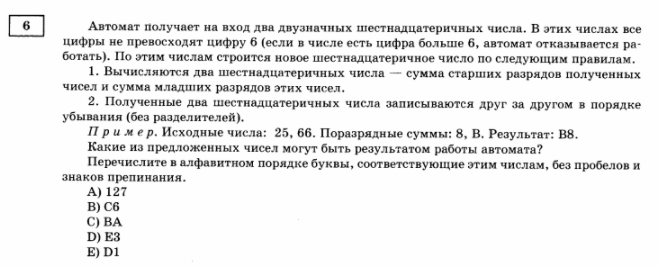 6
Автомат получает на вход два двузначных шестнадцатеричных числа. В этих числах все
цифры не превосходят цифру 6 (если в числе есть цифра больше 6, автомат отказывается ра-
ботать). По этим числам строится новое шестнадцатеричное число по следующим правилам.
1. Вычисляются два шестнадцатеричных числа — сумма старших разрядов полученных
чисел и сумма младших разрядов этих чисел.
2. Полученные два шестнадцатеричных числа записываются друг за другом в порядке
убывания (без разделителей).
Пример. Исходные числа: 25, 66. Поразрядные суммы: 8, B. Результат: B8.
Какие из предложенных чисел могут быть результатом работы автомата?
Перечислите в алфавитном порядке буквы, соответствующие этим числам, без пробелов и
знаков препинания.
A) 127
B) C6
C) BA
D) E3
E) D1